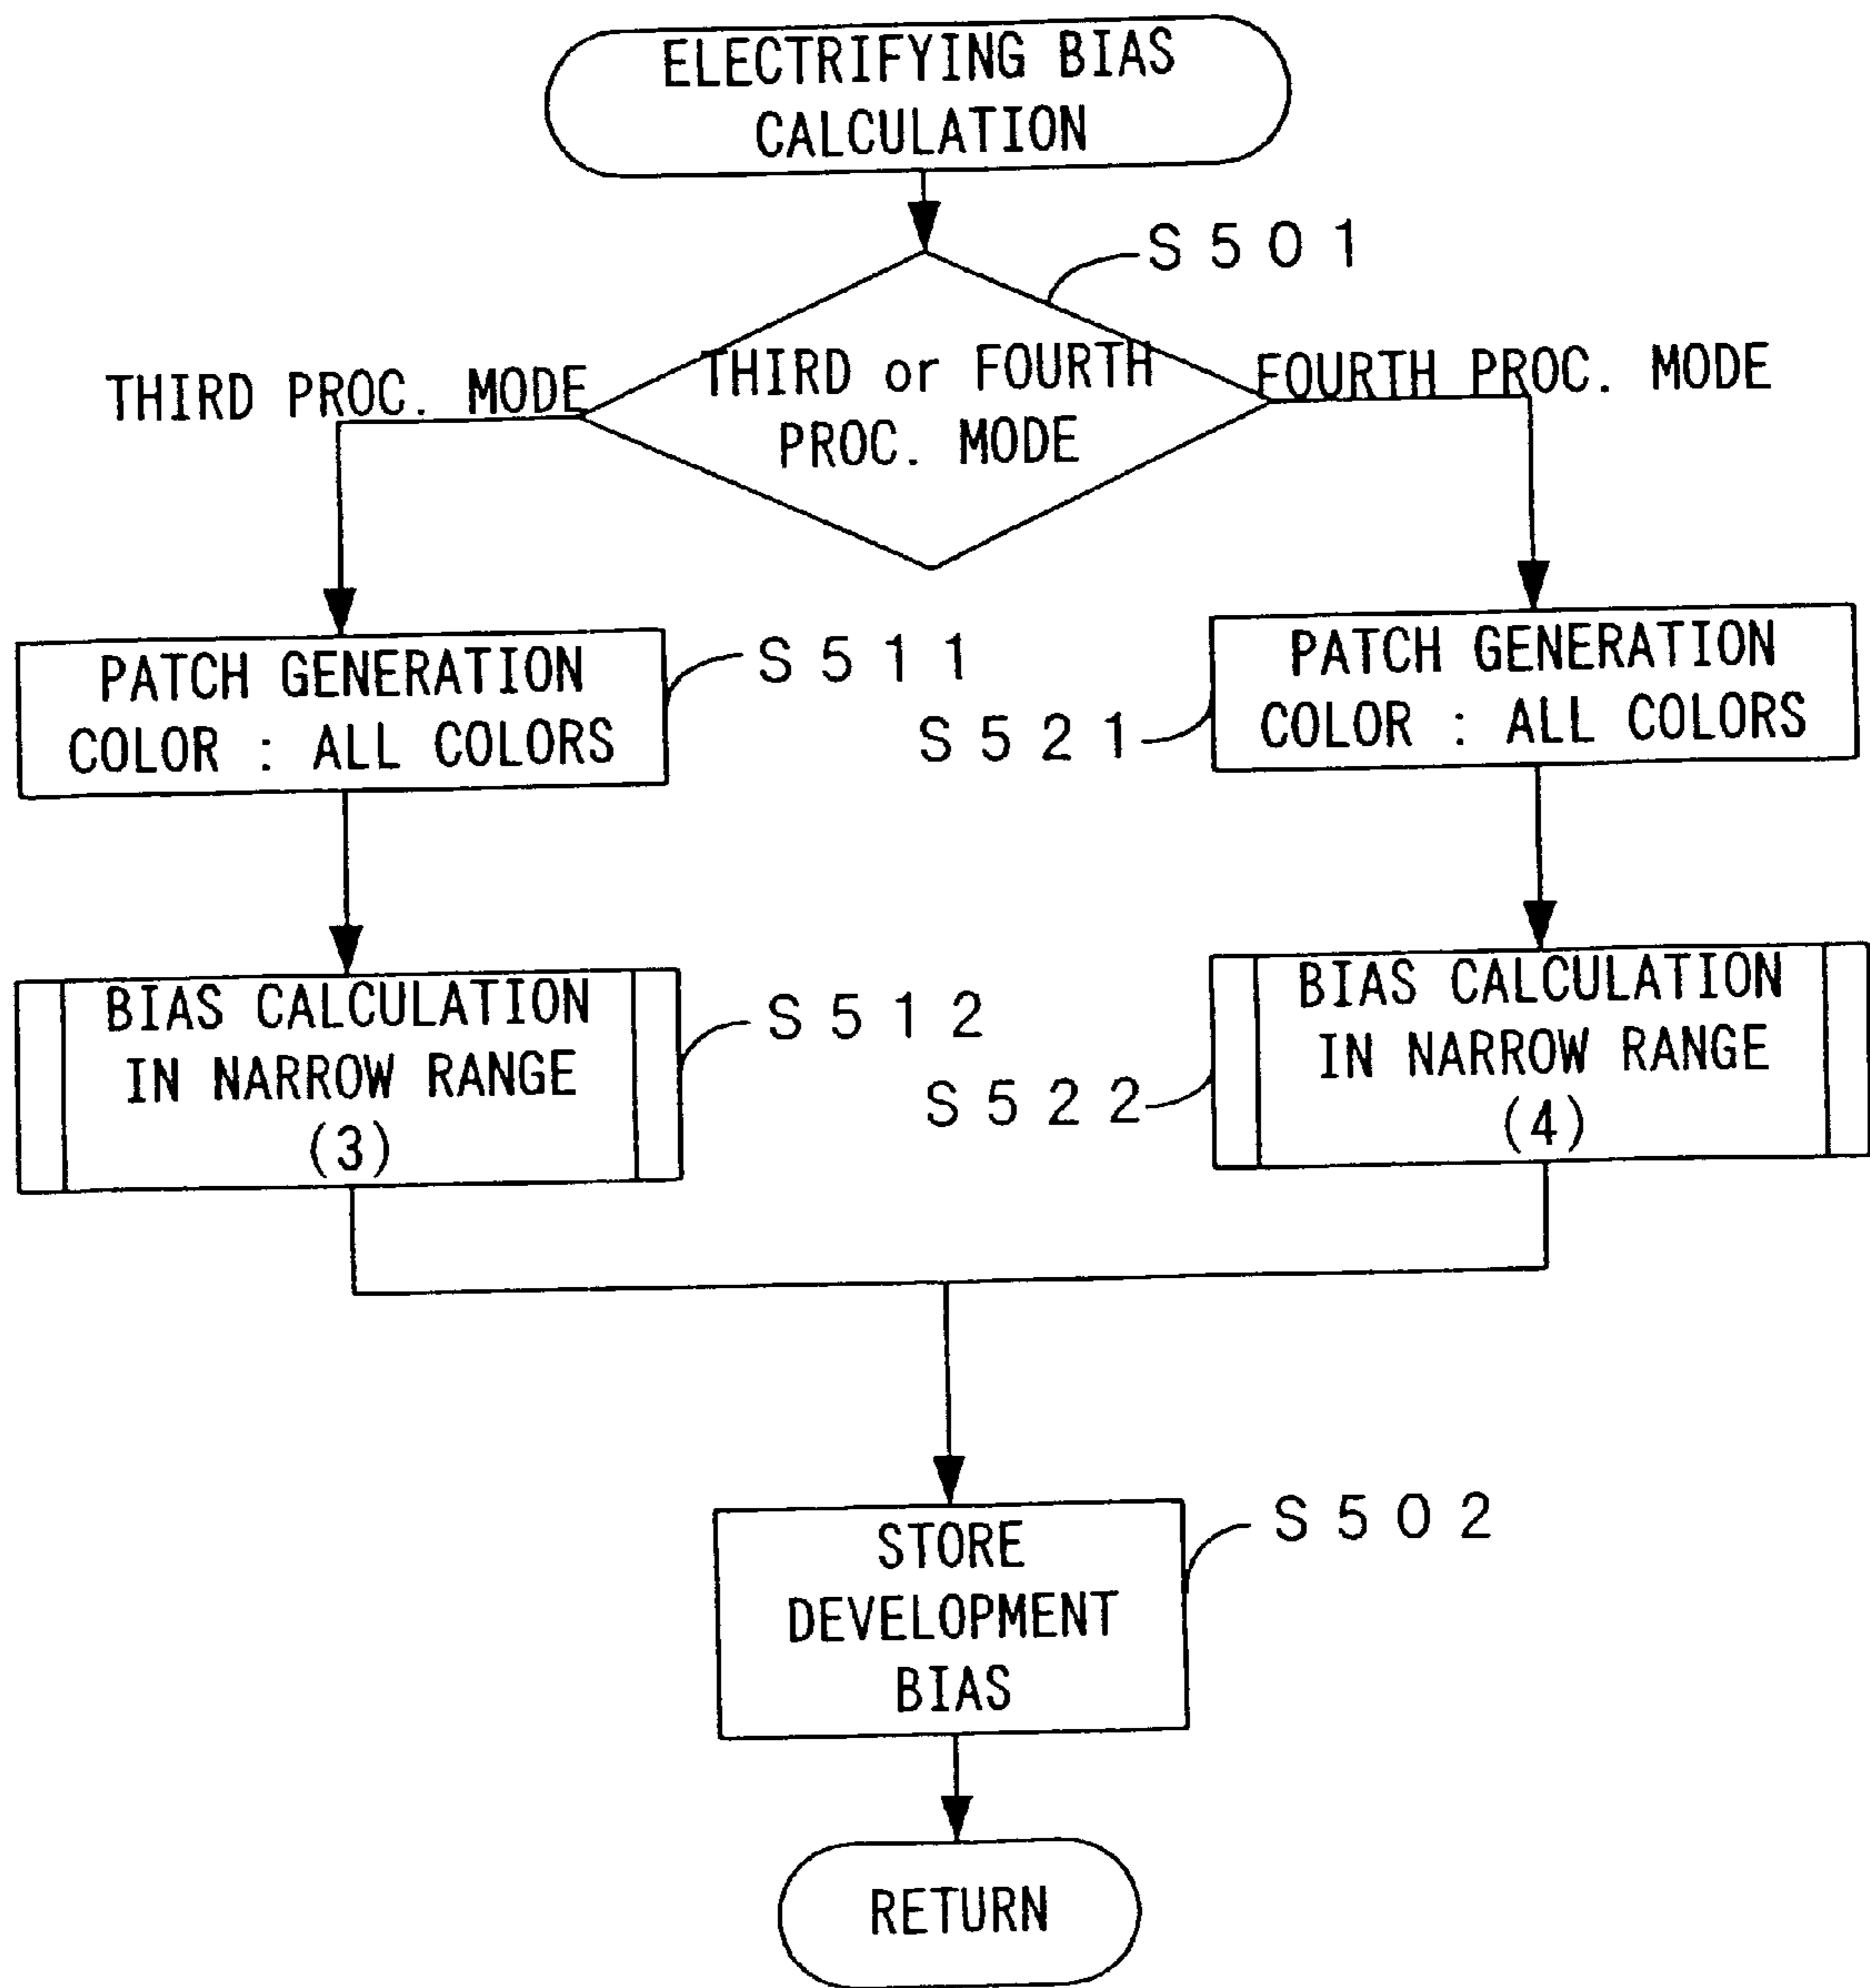 ELECTRIFYING BIAS
CALCULATION
S501
THIRD PROC. MODE
THIRD or FOURTH
PROC. MODE
FOURTH PROC. MODE
PATCH GENERATION
COLOR : ALL COLORS
S511
S521
PATCH GENERATION
COLOR : ALL COLORS
BIAS CALCULATION
IN NARROW RANGE
(3)
S512
S522
BIAS CALCULATION
IN NARROW RANGE
(4)
STORE
DEVELOPMENT
BIAS
S502
RETURN